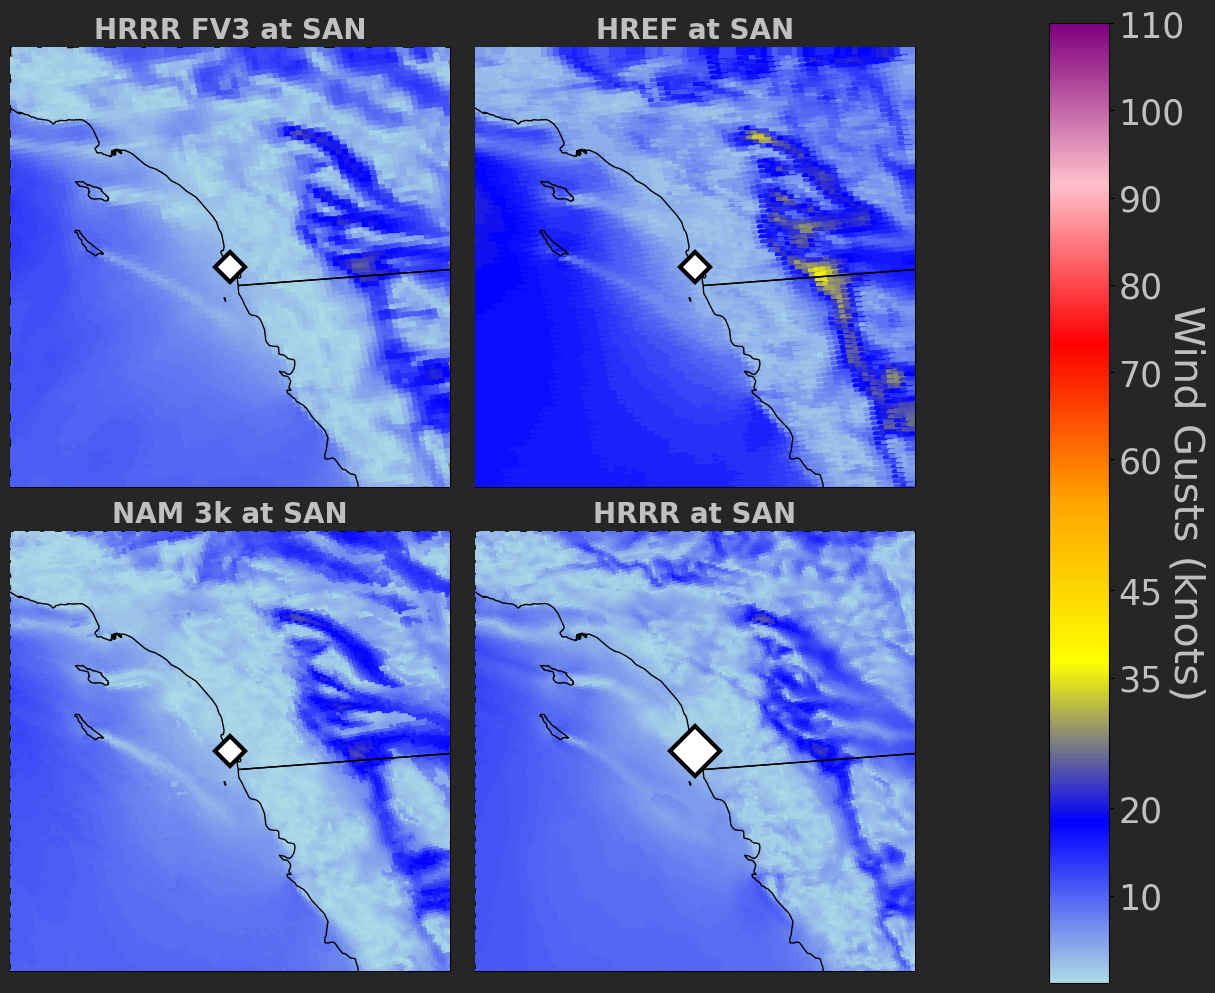 HRRR FV3 at SAN
HREF at SAN
NAM 3k at SAN
HRRR at SAN
110
100
90
80
70
60
45
35
20
10
Wind Gusts (knots)